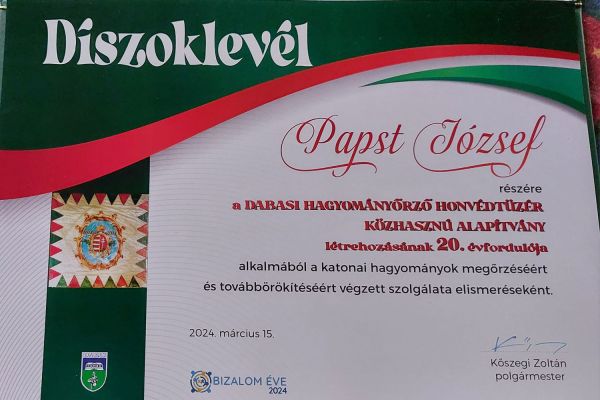 Díszoklevél
Papst József
részére
a DABASI HAGYOMÁNYŐRZŐ HONVÉDTÜZÉR
KÖZHASZNÚ ALAPÍTVÁNY
létrehozásának 20. évfordulója
alkalmából a katonai hagyományok megőrzéséért
és továbbörökítéséért végzett szolgálata elismeréseként.
2024. március 15.
Kőszegi Zoltán
polgármester
BIZALOM ÉVE
2024